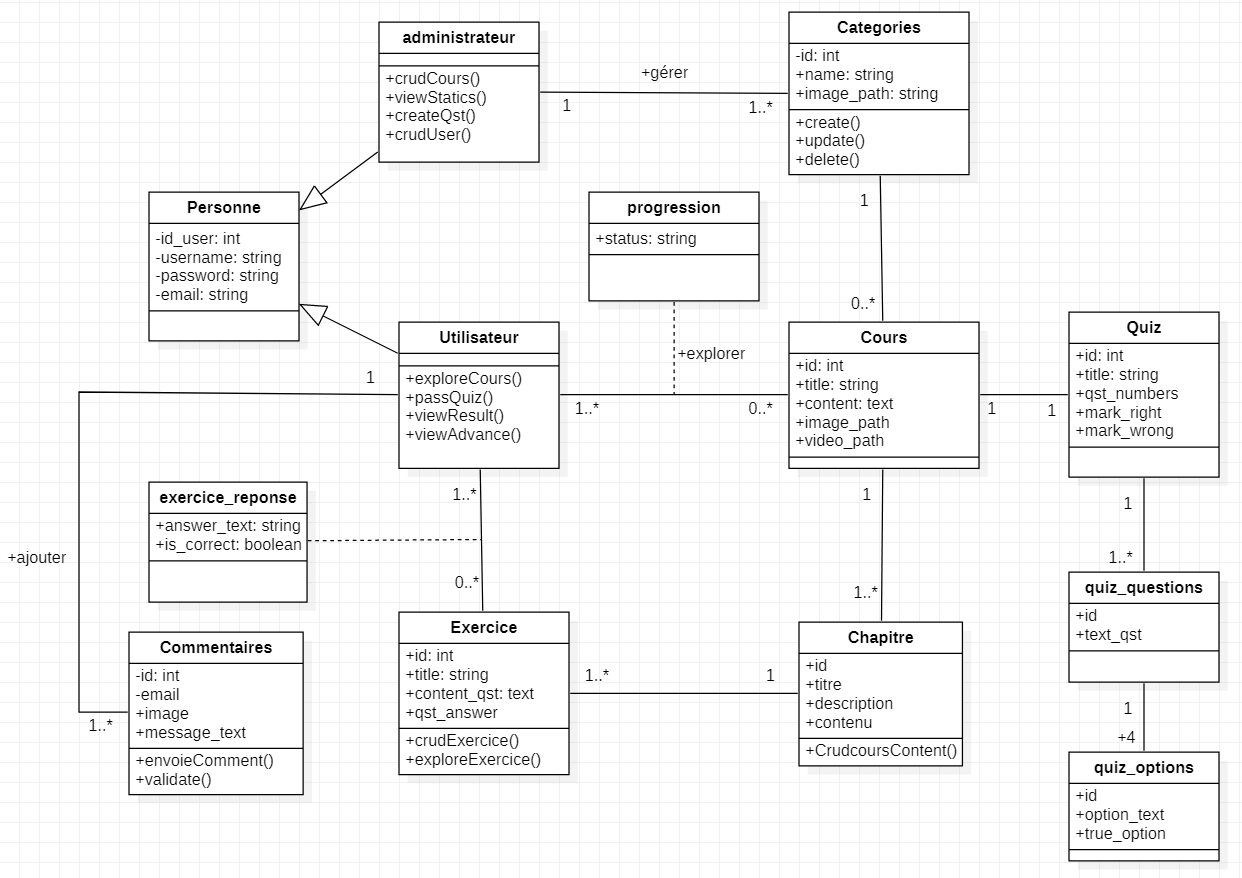 administrateur
+crudCours()
+viewStatics()
+createQst()
+crudUser()
+gérer
1
1..*
Categories
-id: int
+name: string
+image_path: string
+create()
+update()
+delete()
Personne
-id_user: int
-username: string
-password: string
-email: string
progression
+status: string
1
0..*
+explorer
Utilisateur
+exploreCours()
+passQuiz()
+viewResult()
+viewAdvance()
1
1..*
0..*
Cours
+id: int
+title: string
+content: text
+image_path
+video_path
1
1
Quiz
+id: int
+title: string
+qst_numbers
+mark_right
+mark_wrong
exercice_reponse
+answer_text: string
+is_correct: boolean
1..*
0..*
1
1..*
1
1..*
+ajouter
quiz_questions
+id
+text_qst
Commentaires
-id: int
-email
+image
+message_text
+envoieComment()
+validate()
1..*
Exercice
+id: int
+title: string
+content_qst: text
+qst_answer
+crudExercice()
+exploreExercice()
1..*
1
Chapitre
+id
+titre
+description
+contenu
+CrudcoursContent()
1
+4
quiz_options
+id
+option_text
+true_option